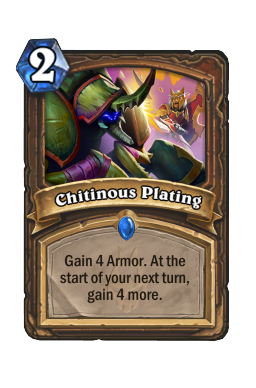 2
Chitinous Plating
Gain 4 Armor. At the
start of your next turn,
gain 4 more.